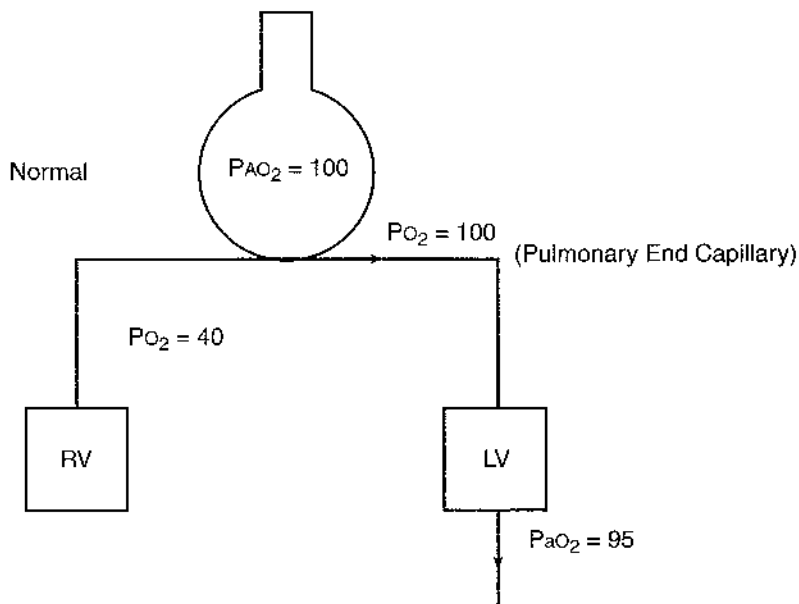 Normal
PAO₂ = 100
PO₂ = 100
(Pulmonary End Capillary)
PO₂ = 40
RV
LV
PaO₂ = 95